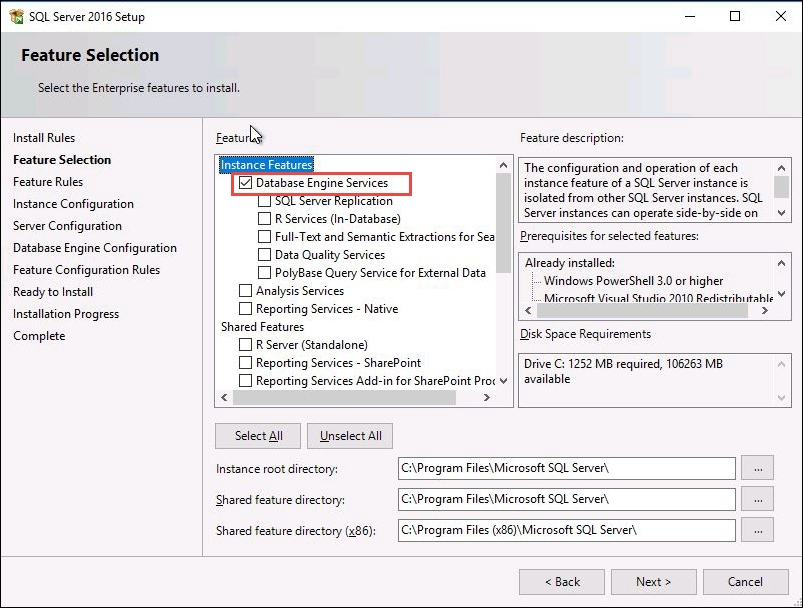 SQL Server 2016 Setup
Feature Selection
Select the Enterprise features to install.
Install Rules
Feature Selection
Feature Rules
Instance Configuration
Server Configuration
Database Engine Configuration
Feature Configuration Rules
Ready to Install
Installation Progress
Complete
Features:
Instance Features
Database Engine Services
SQL Server Replication
R Services (In-Database)
Full-Text and Semantic Extractions for Sea
Data Quality Services
PolyBase Query Service for External Data
Analysis Services
Reporting Services - Native
Shared Features
R Server (Standalone)
Reporting Services - SharePoint
Reporting Services Add-in for SharePoint Proc
Feature description:
The configuration and operation of each
instance feature of a SQL Server instance is
isolated from other SQL Server instances. SQL
Server instances can operate side-by-side on
Prerequisites for selected features:
Already installed:
Windows PowerShell 3.0 or higher
Microsoft Visual Studio 2010 Redistributable
Disk Space Requirements
Drive C: 1252 MB required, 106263 MB
available
Select All
Unselect All
Instance root directory:
C:\Program Files\Microsoft SQL Server\
...
Shared feature directory:
C:\Program Files\Microsoft SQL Server\
...
Shared feature directory (x86):
C:\Program Files (x86)\Microsoft SQL Server\
...
< Back
Next >
Cancel